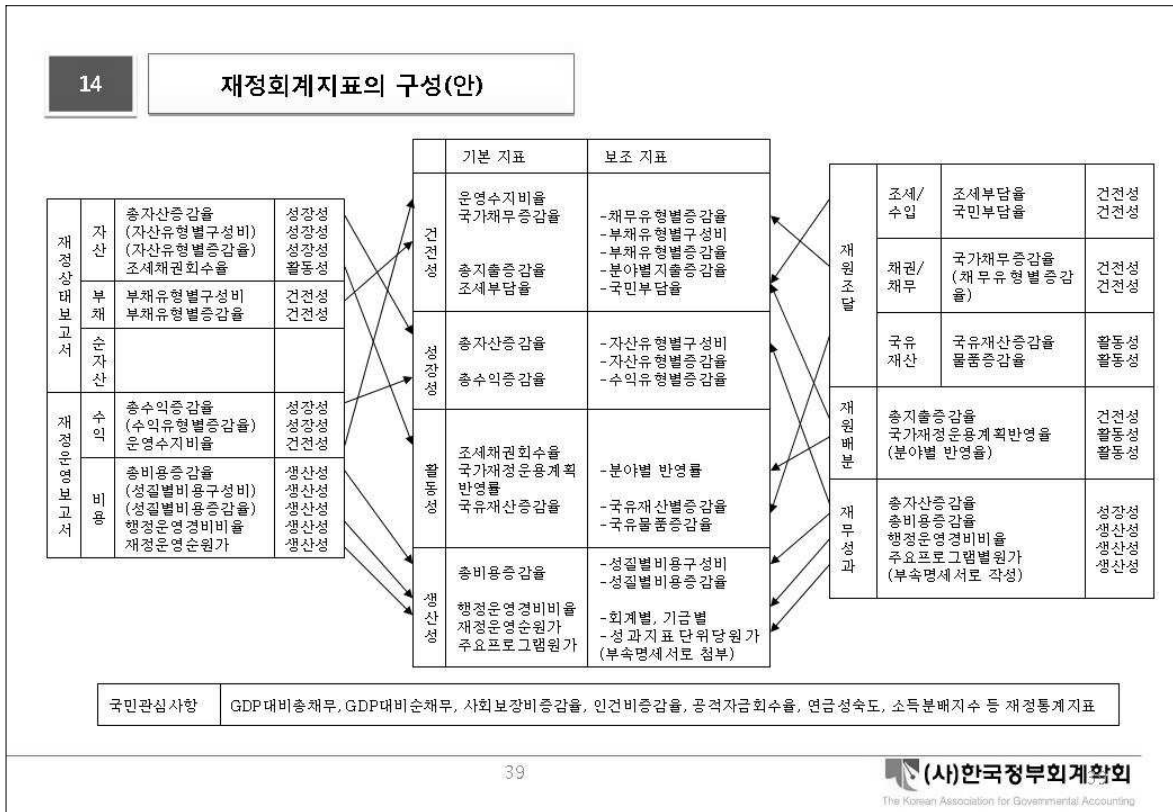 14
재정회계지표의 구성(안)
재정상태보고서
자산
총자산증감율 성장성
(자산유형별구성비) 성장성
(자산유형별증감율) 성장성
조세채권회수율 활동성
부채
부채유형별구성비 건전성
부채유형별증감율 건전성
순자산
재정운영보고서
수익
총수익증감율 성장성
(수익유형별증감율) 성장성
운영수지비율 건전성
비용
총비용증감율 생산성
(성질별비용구성비) 생산성
(성질별비용증감율) 생산성
행정운영경비비율 생산성
재정운영순원가 생산성
기본 지표 보조 지표
건전성
운영수지비율
국가채무증감율 -채무유형별증감율
-부채유형별구성비
-부채유형별증감율
총지출증감율 -분야별지출증감율
조세부담율 -국민부담율
성장성
총자산증감율 -자산유형별구성비
-자산유형별증감율
총수익증감율 -수익유형별증감율
활동성
조세채권회수율
국가재정운용계획 -분야별 반영률
반영률
국유재산증감율 -국유재산별증감율
-국유물품증감율
생산성
총비용증감율 -성질별비용구성비
-성질별비용증감율
행정운영경비비율 -회계별, 기금별
재정운영순원가 -성과지표단위당원가
주요프로그램원가 (부속명세서로 첨부)
재원조달
조세/
수입
조세부담율 건전성
국민부담율 건전성
채권/
채무
국가채무증감율 건전성
(채무유형별증감 건전성
율)
국유
재산
국유재산증감율 활동성
물품증감율 활동성
재원배분
총지출증감율 건전성
국가재정운용계획반영율 활동성
(분야별 반영율) 활동성
재무성과
총자산증감율 성장성
총비용증감율 생산성
행정운영경비비율 생산성
주요프로그램별원가 생산성
(부속명세서로 작성)
국민관심사항 GDP대비총채무, GDP대비순채무, 사회보장비증감율, 인건비증감율, 공격자금회수율, 연금성숙도, 소득분배지수 등 재정통계지표
39
(사)한국정부회계학회
The Korean Association for Governmental Accounting